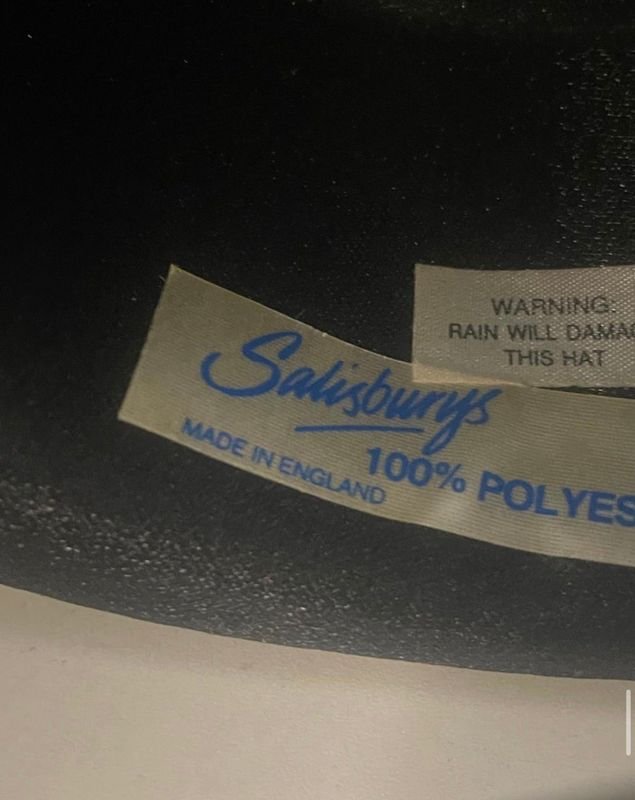 WARNING:
RAIN WILL DAMA
THIS HAT
Salisburys
MADE IN ENGLAND
100% POLYES